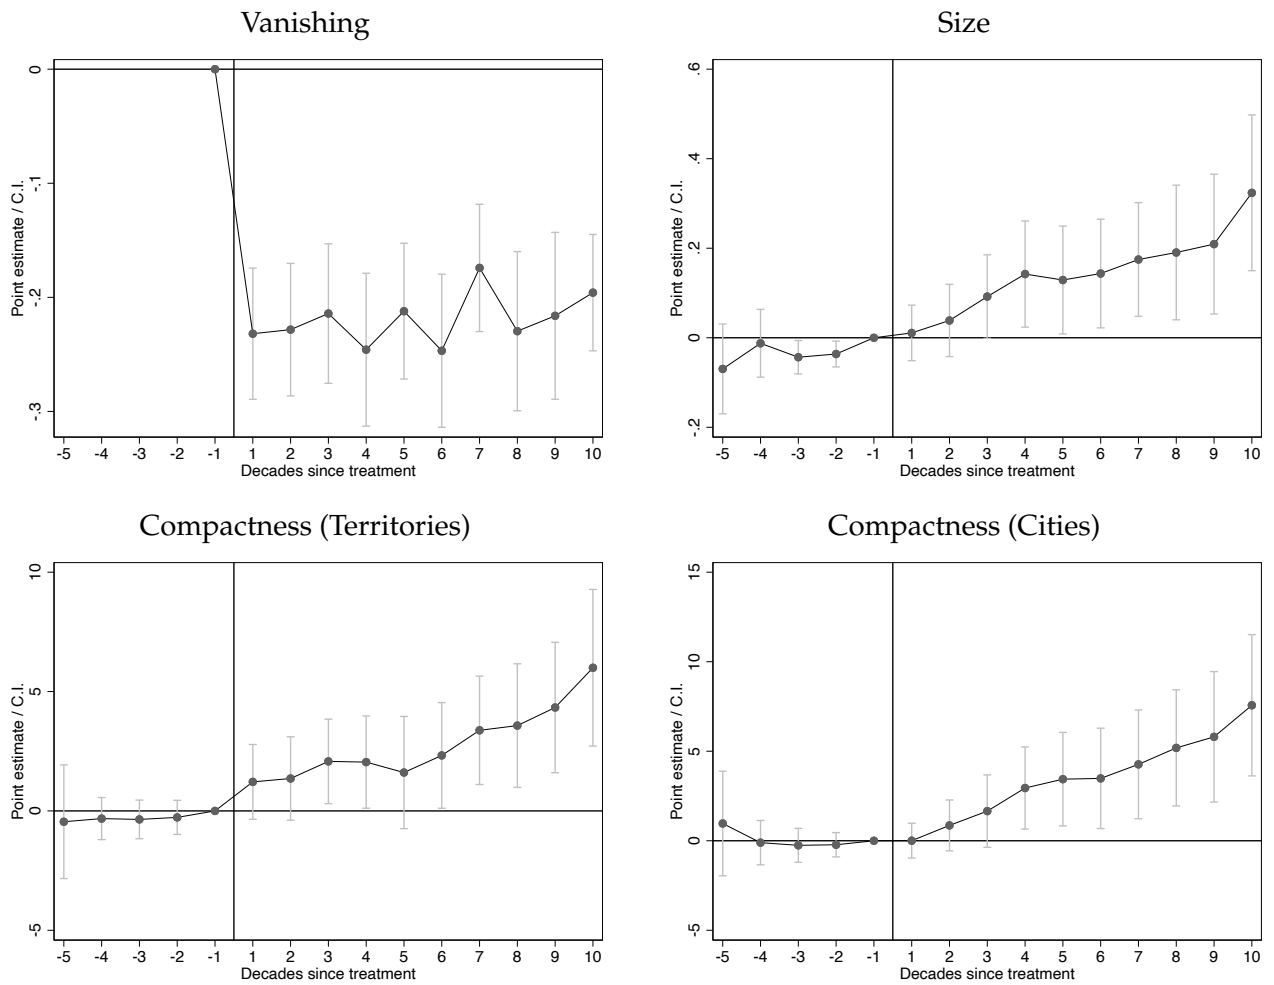 Vanishing
Point estimate / C.I.
0
-.1
-.2
-.3
-5 -4 -3 -2 -1 1 2 3 4 5 6 7 8 9 10
Decades since treatment
Size
Point estimate / C.I.
.6
.4
.2
0
-.2
-5 -4 -3 -2 -1 1 2 3 4 5 6 7 8 9 10
Decades since treatment
Compactness (Territories)
Point estimate / C.I.
10
5
0
-5
-5 -4 -3 -2 -1 1 2 3 4 5 6 7 8 9 10
Decades since treatment
Compactness (Cities)
Point estimate / C.I.
15
10
5
0
-5
-5 -4 -3 -2 -1 1 2 3 4 5 6 7 8 9 10
Decades since treatment